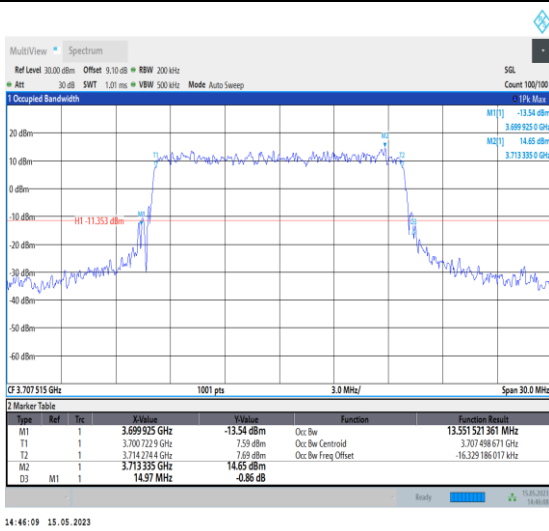 MultiView Spectrum
Ref Level 30.00 dBm Offset 9.10 dB RBW 200 kHz SGL
Att 30 dB SWT 1.01 ms VBW 500 kHz Mode Auto Sweep Count 100/100
1 Occupied Bandwidth 1Pk Max
M1[1] -13.54 dBm
3.699 925 0 GHz
M2[1] 14.65 dBm
3.713 335 0 GHz
20 dBm
M2
10 dBm T1 T2
0 dBm
-10 dBm
H1 -11.353 dBm
-20 dBm
-30 dBm
-40 dBm
-50 dBm
-60 dBm
CF 3.707 515 GHz 1001 pts 3.0 MHz/ Span 30.0 MHz
2 Marker Table
Type Ref Trc X-Value Y-Value Function Function Result
M1 1 3.699 925 GHz -13.54 dBm Occ Bw 13.551 521 361 MHz
T1 1 3.700 722 9 GHz 7.59 dBm Occ Bw Centroid 3.707 498 671 GHz
T2 1 3.714 274 4 GHz 7.69 dBm Occ Bw Freq Offset -16.329 186 017 kHz
M2 1 3.713 335 GHz 14.65 dBm
D3 M1 1 14.97 MHz -0.86 dB
Ready 15.05.2023
14:46:08
14:46:09 15.05.2023